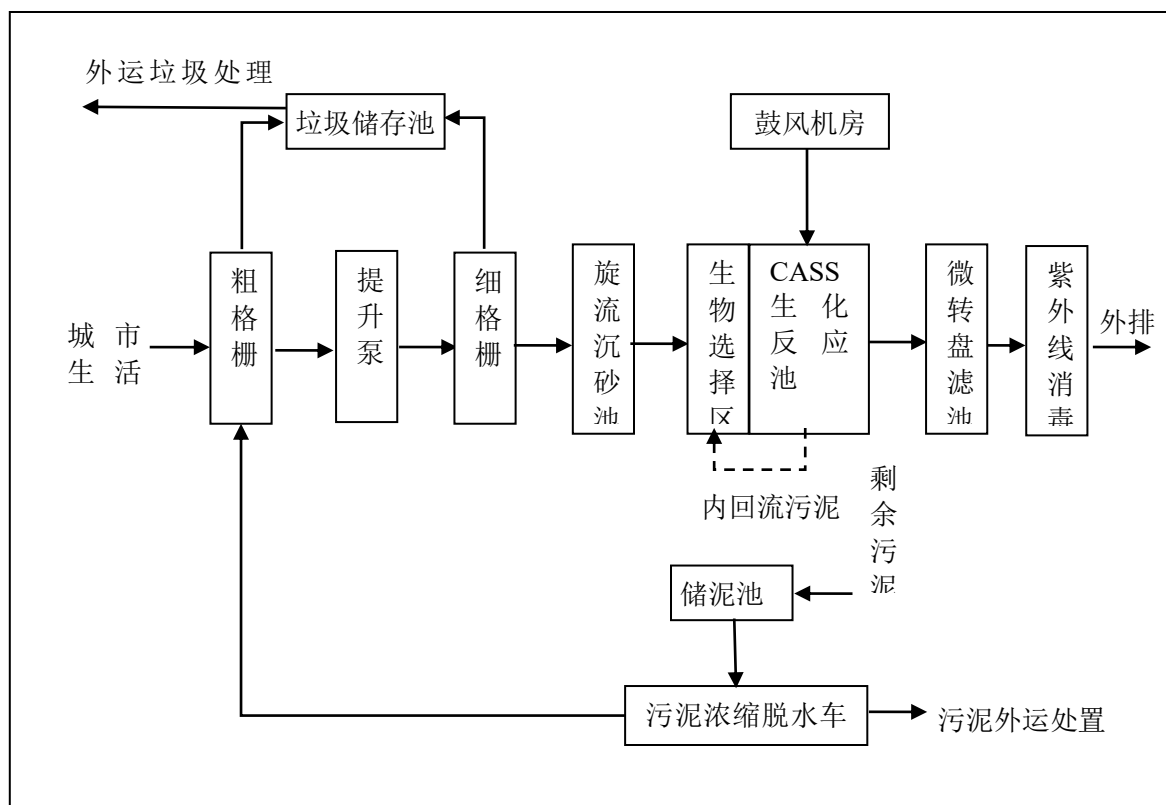 外运垃圾处理
垃圾储存池
鼓风机房
城市
生活
粗格栅
提升泵
细格栅
旋流沉砂池
生物选择区
CASS
生化
反应
池
微转盘滤池
紫外线消毒
外排
内回流污泥
剩余污泥
储泥池
污泥浓缩脱水车
污泥外运处置